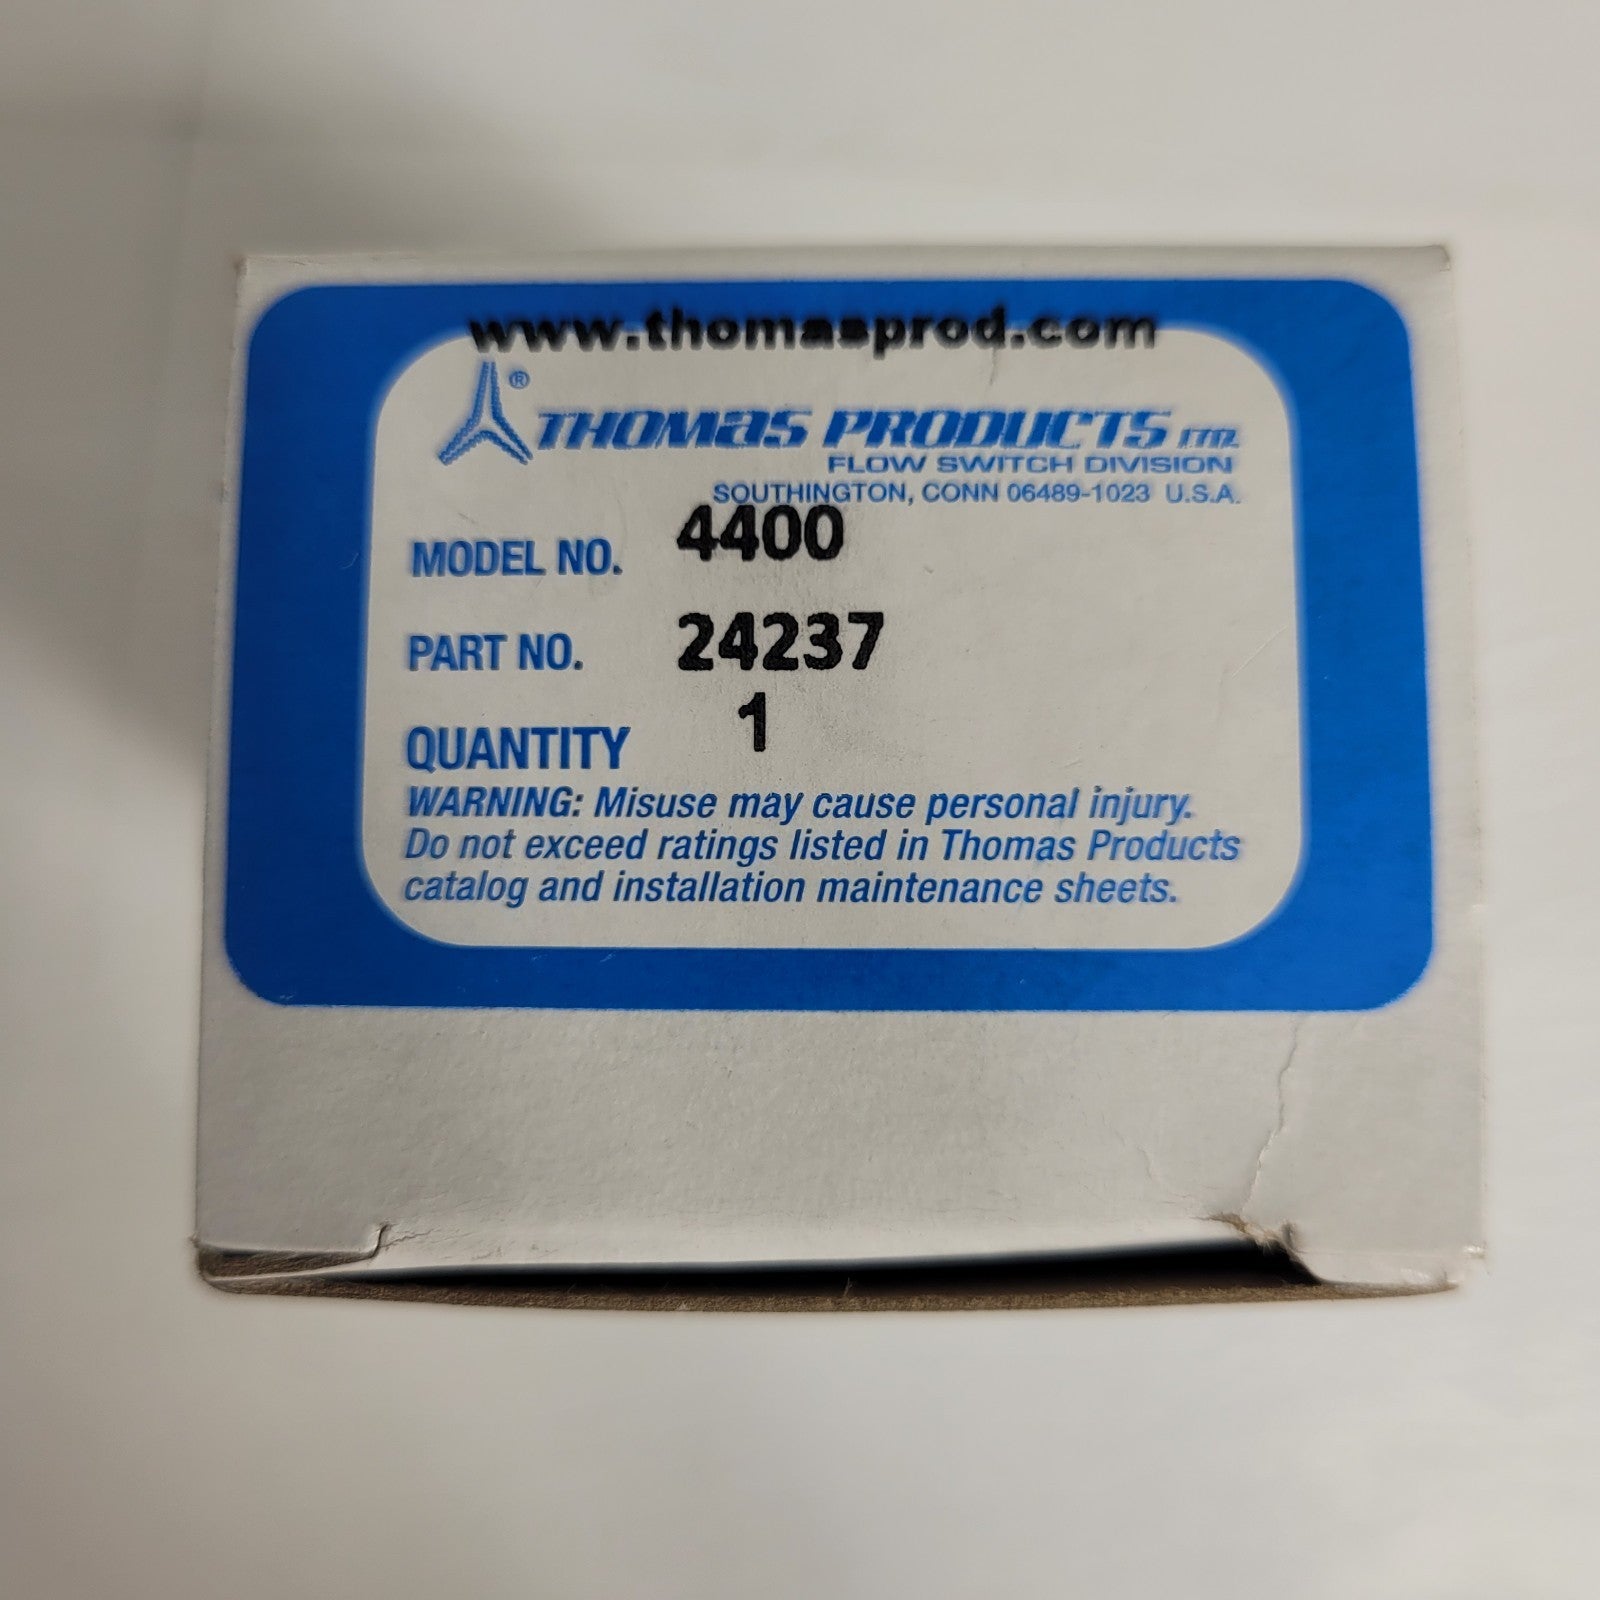 www.thomasprod.com
® THOMAS PRODUCTS LTD.
FLOW SWITCH DIVISION
SOUTHINGTON, CONN 06489-1023 U.S.A.
MODEL NO. 4400
PART NO. 24237
QUANTITY 1
WARNING: Misuse may cause personal injury.
Do not exceed ratings listed in Thomas Products
catalog and installation maintenance sheets.